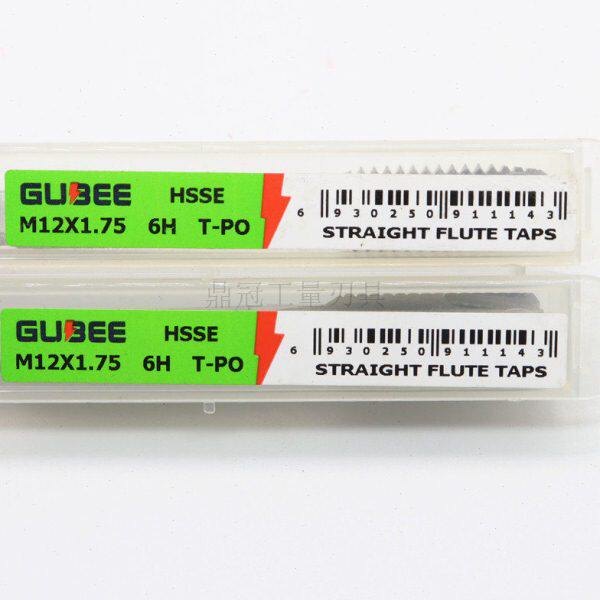 GUBEE HSSE
M12X1.75 6H T-PO
6 930250 911143
STRAIGHT FLUTE TAPS
鼎冠工量刃具
GUBEE HSSE
M12X1.75 6H T-PO
6 930250 911143
STRAIGHT FLUTE TAPS